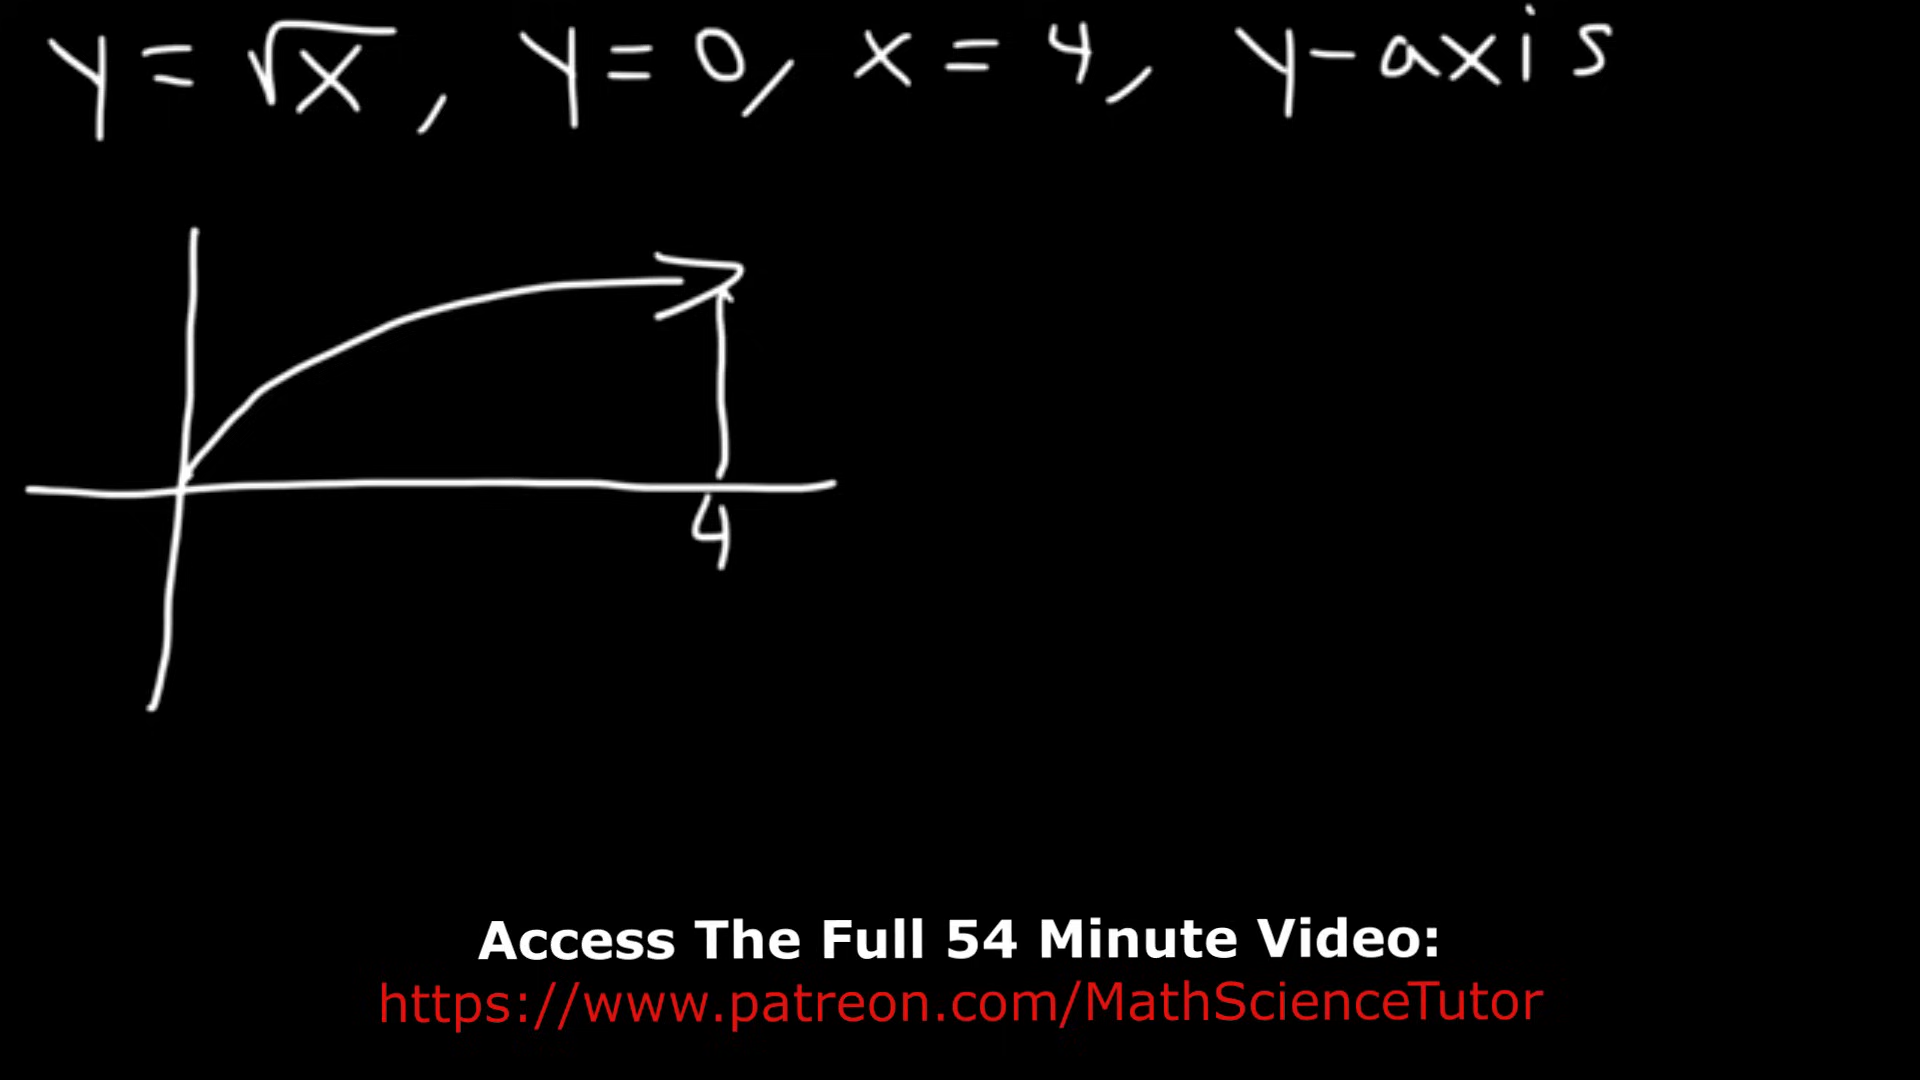 y = √x , y = 0, x = 4, y-axis
4
Access The Full 54 Minute Video:
https://www.patreon.com/MathScienceTutor